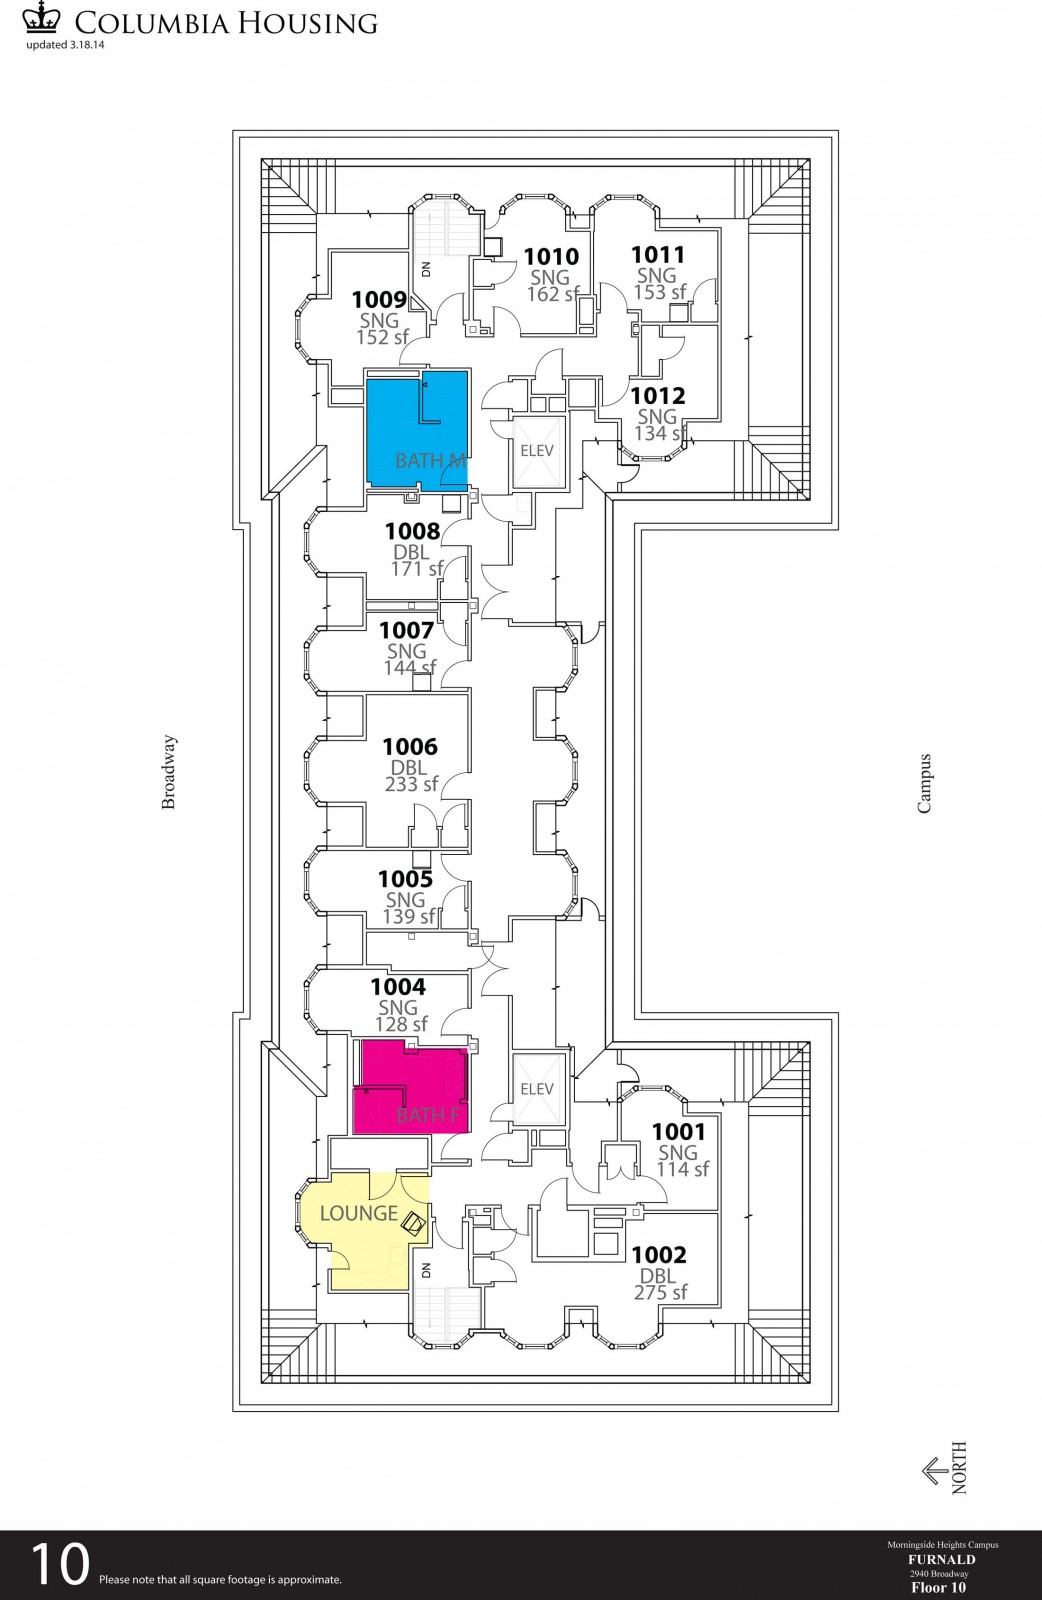 COLUMBIA HOUSING
updated 3.18.14
DN
1010
SNG
162 sf
1011
SNG
153 sf
1009
SNG
152 sf
1012
SNG
134 sf
ELEV
BATH M
1008
DBL
171 sf
1007
SNG
144 sf
1006
DBL
233 sf
Broadway
Campus
1005
SNG
139 sf
1004
SNG
128 sf
ELEV
BATH F
1001
SNG
114 sf
LOUNGE
DN
1002
DBL
275 sf
NORTH
10
Please note that all square footage is approximate.
Morningside Heights Campus
FURNALD
2940 Broadway
Floor 10